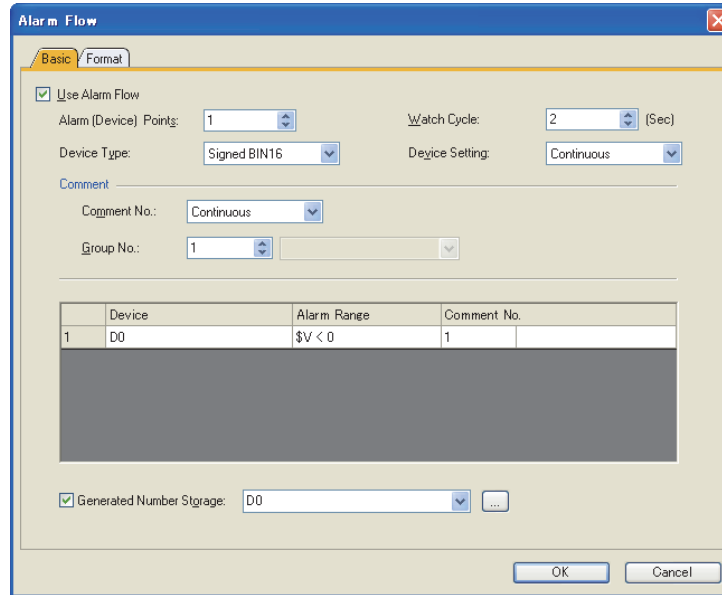 Alarm Flow
Basic Format
Use Alarm Flow
Alarm (Device) Points: 1 Watch Cycle: 2 (Sec)
Device Type: Signed BIN16 Device Setting: Continuous
Comment
Comment No.: Continuous
Group No.: 1
Device Alarm Range Comment No.
1 D0 $V < 0 1
Generated Number Storage: D0 ...
OK Cancel